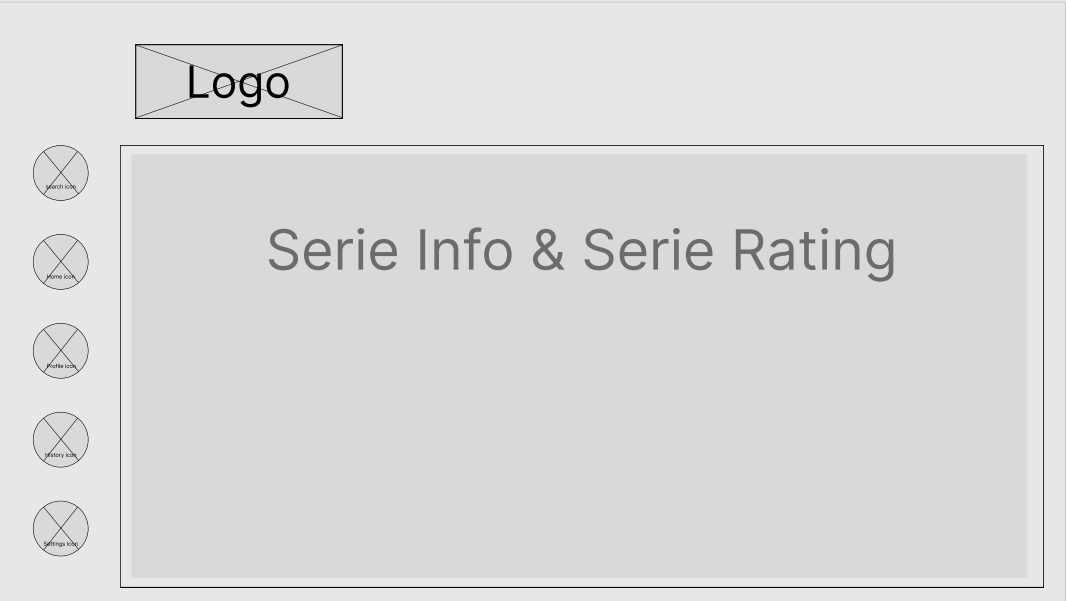 Logo
search icon
Home icon
Serie Info & Serie Rating
Profile icon
History icon
Settings Icon